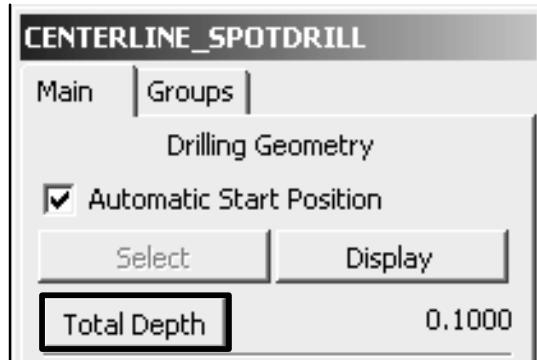 CENTERLINE_SPOTDRILL
Main Groups
Drilling Geometry
Automatic Start Position
Select Display
Total Depth 0.1000